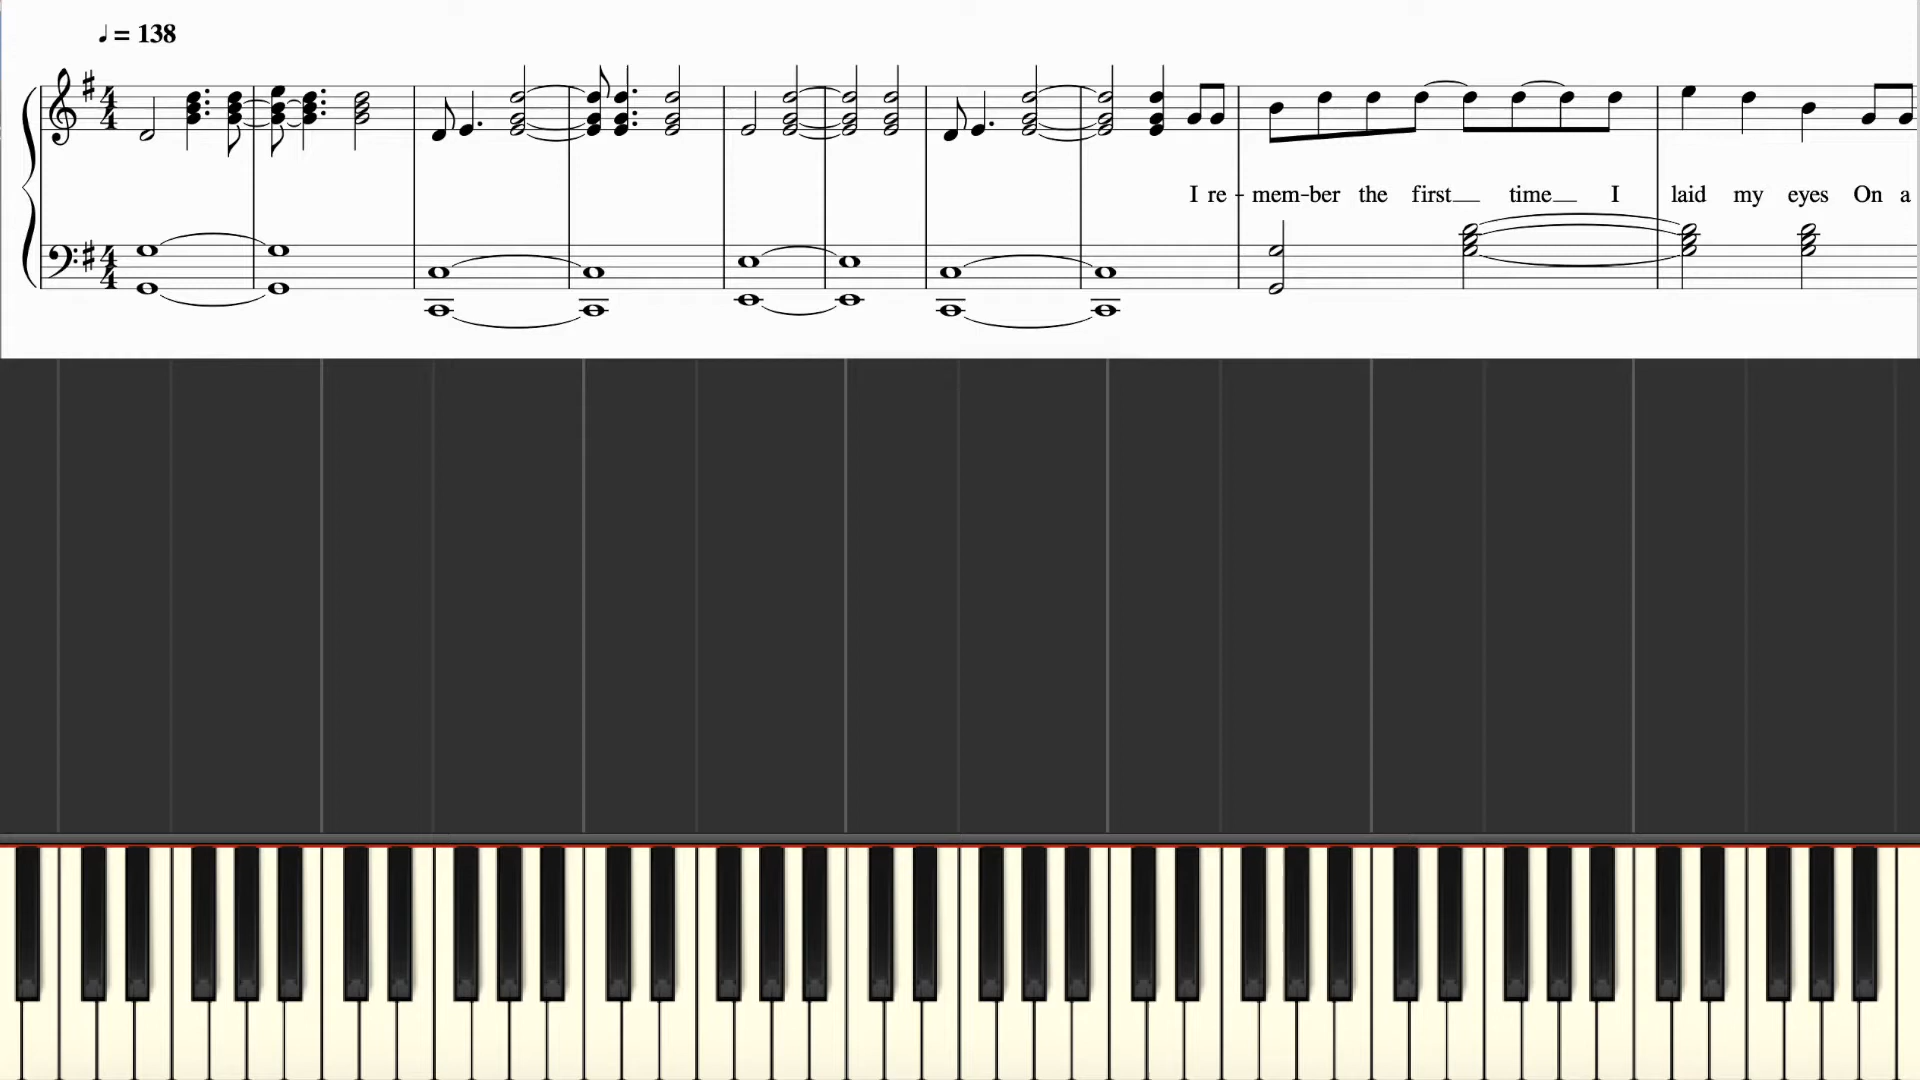 ♩ = 138
I re - mem-ber the first__ time__ I laid my eyes On a